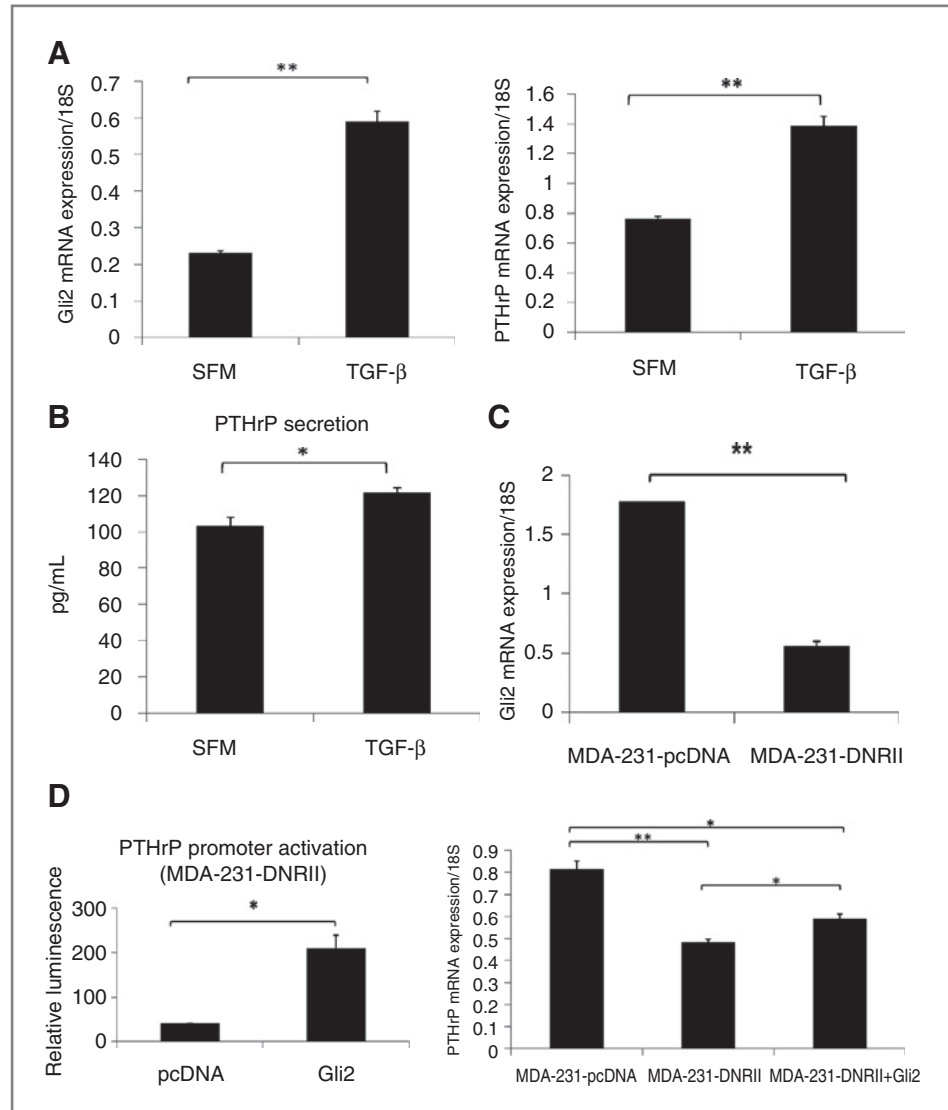 A
**
Gli2 mRNA expression/18S
0.7
0.6
0.5
0.4
0.3
0.2
0.1
0
SFM
TGF-β
**
PTHrP mRNA expression/18S
1.6
1.4
1.2
1
0.8
0.6
0.4
0.2
0
SFM
TGF-β
B
PTHrP secretion
*
pg/mL
140
120
100
80
60
40
20
0
SFM
TGF-β
C
**
Gli2 mRNA expression/18S
2
1.5
1
0.5
0
MDA-231-pcDNA
MDA-231-DNRII
D
PTHrP promoter activation
(MDA-231-DNRII)
*
Relative luminescence
300
200
100
0
pcDNA
Gli2
*
**
*
PTHrP mRNA expression/18S
0.9
0.8
0.7
0.6
0.5
0.4
0.3
0.2
0.1
0
MDA-231-pcDNA
MDA-231-DNRII
MDA-231-DNRII+Gli2